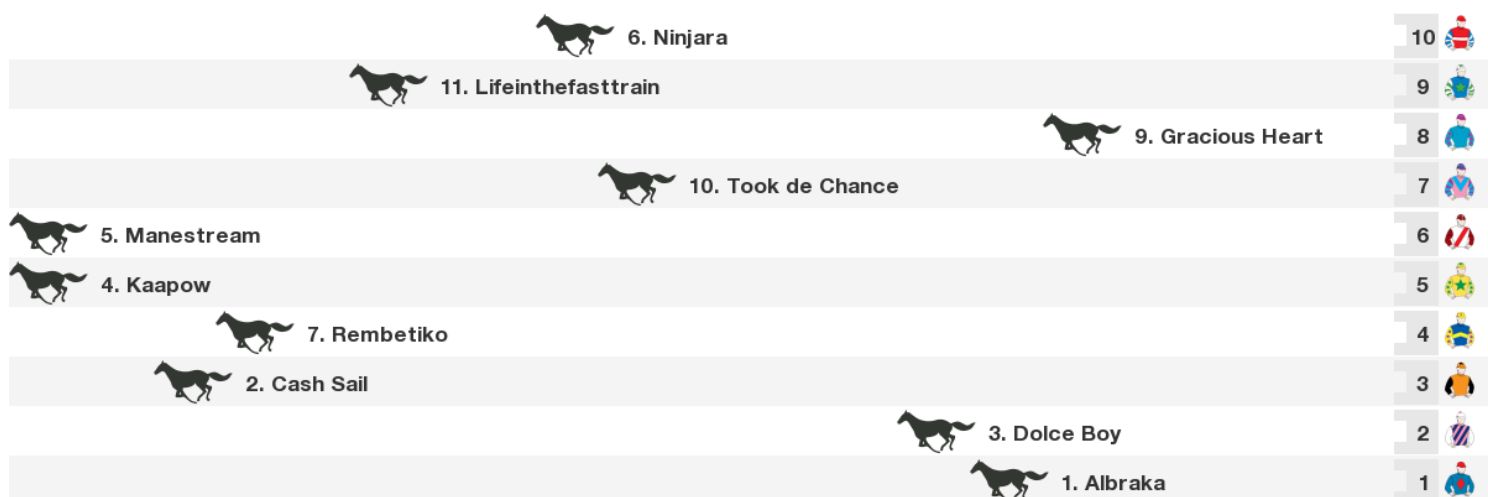 6. Ninjara 10
11. Lifeinthefasttrain 9
9. Gracious Heart 8
10. Took de Chance 7
5. Manestream 6
4. Kaapow 5
7. Rembetiko 4
2. Cash Sail 3
3. Dolce Boy 2
1. Albraka 1